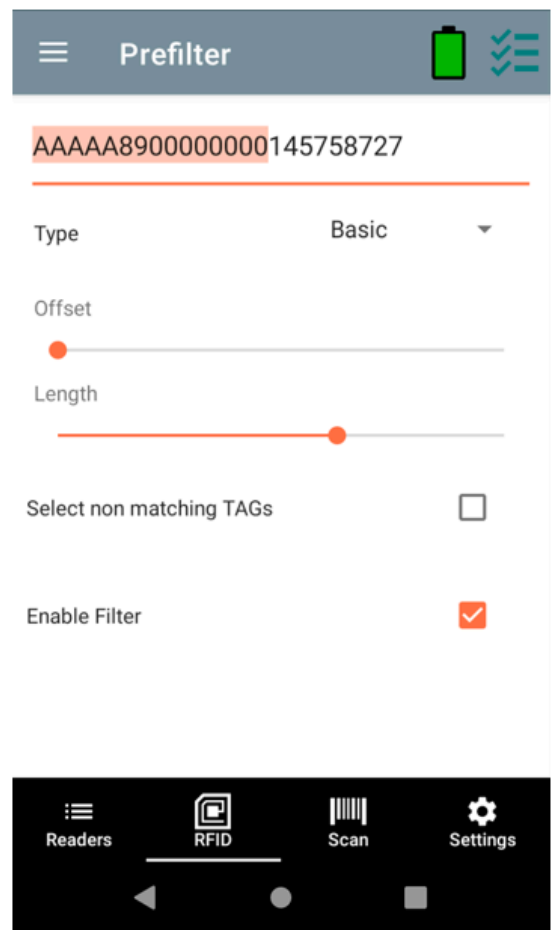 Prefilter
AAAAA8900000000145758727
Type Basic
Offset
Length
Select non matching TAGs
Enable Filter
Readers RFID Scan Settings